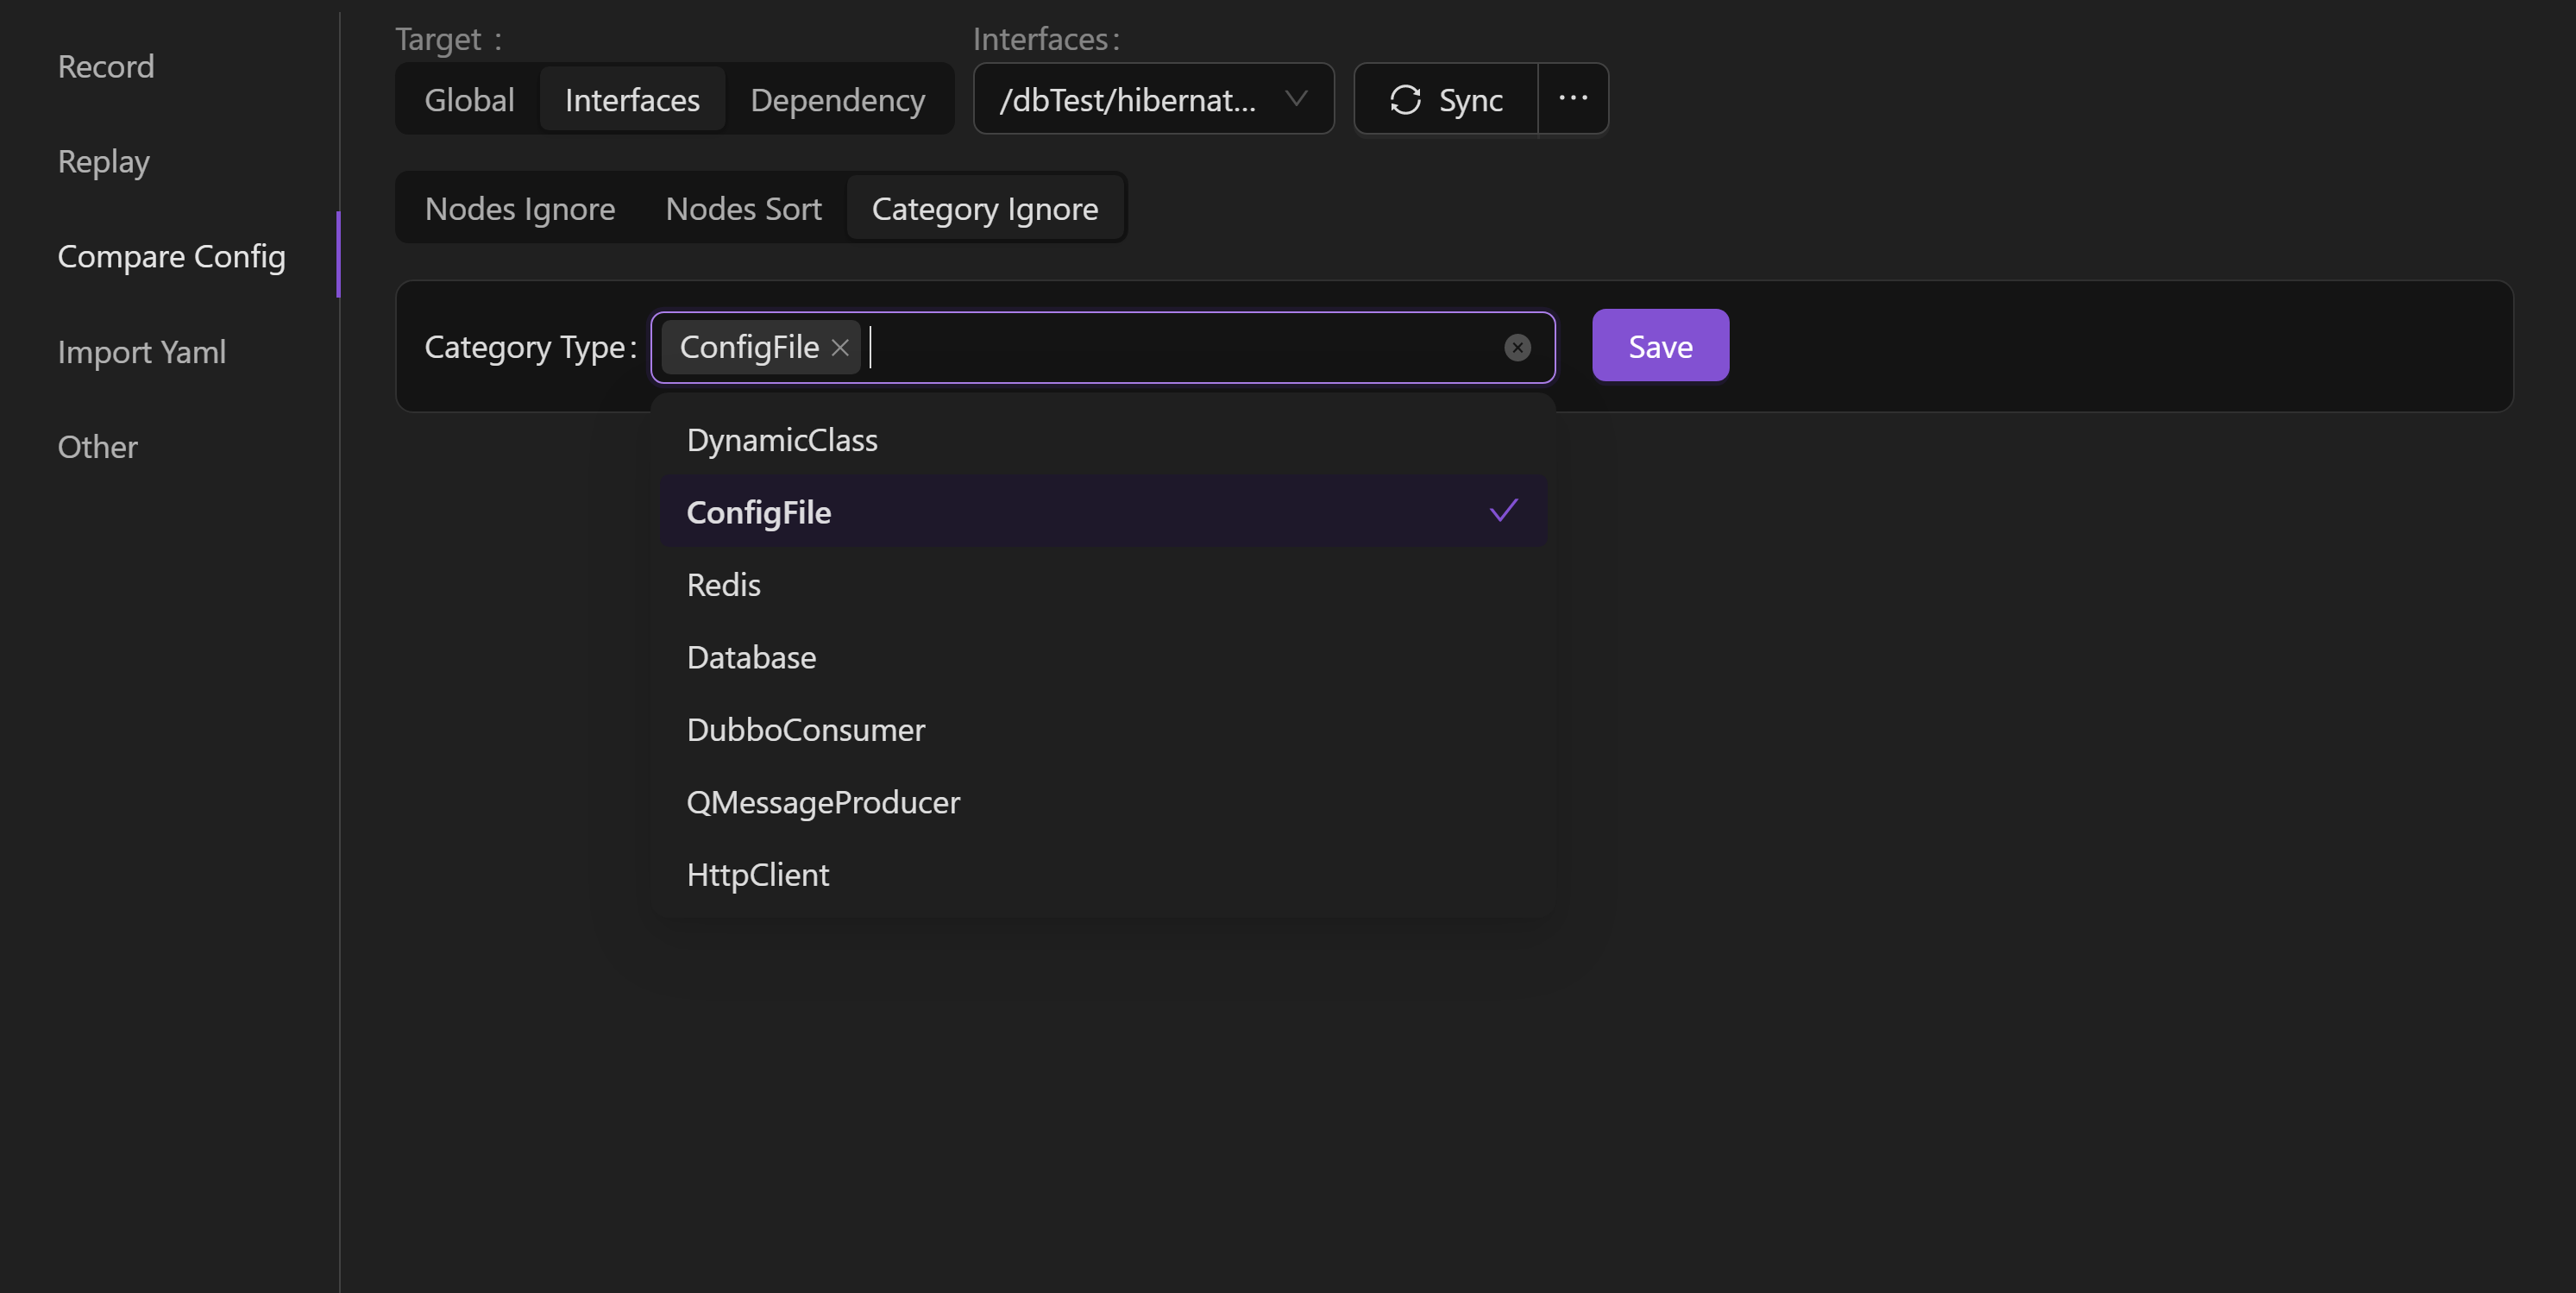 Record
Replay
Compare Config
Import Yaml
Other
Target :
Interfaces:
Global Interfaces Dependency
/dbTest/hibernat...
Sync
Nodes Ignore Nodes Sort Category Ignore
Category Type: ConfigFile
Save
DynamicClass
ConfigFile
Redis
Database
DubboConsumer
QMessageProducer
HttpClient